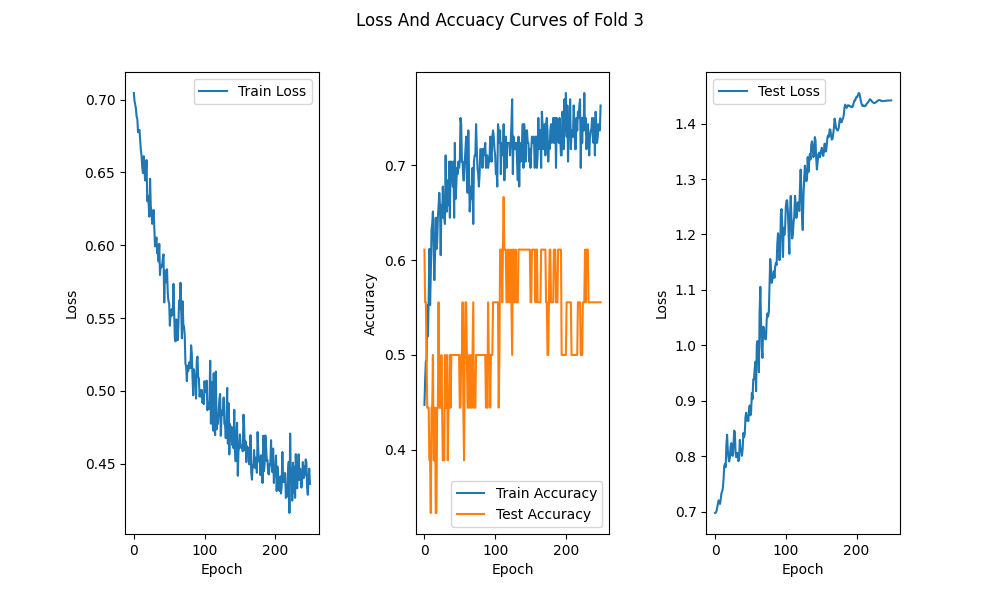 Loss And Accuacy Curves of Fold 3
Loss
0.70
0.65
0.60
0.55
0.50
0.45
Train Loss
0 100 200
Epoch
Accuracy
0.7
0.6
0.5
0.4
Train Accuracy
Test Accuracy
0 100 200
Epoch
Loss
1.4
1.3
1.2
1.1
1.0
0.9
0.8
0.7
Test Loss
0 100 200
Epoch